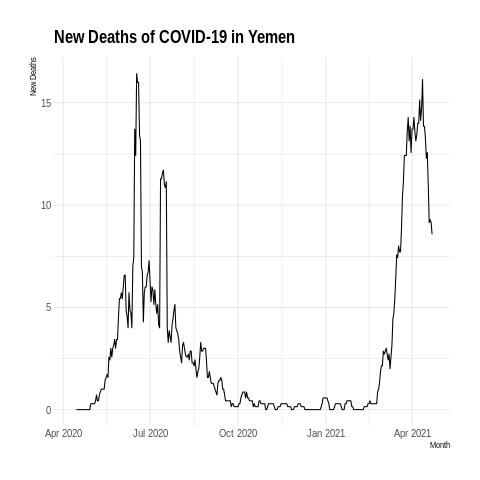 New Deaths of COVID-19 in Yemen
New Deaths
15
10
5
0
Apr 2020 Jul 2020 Oct 2020 Jan 2021 Apr 2021
Month